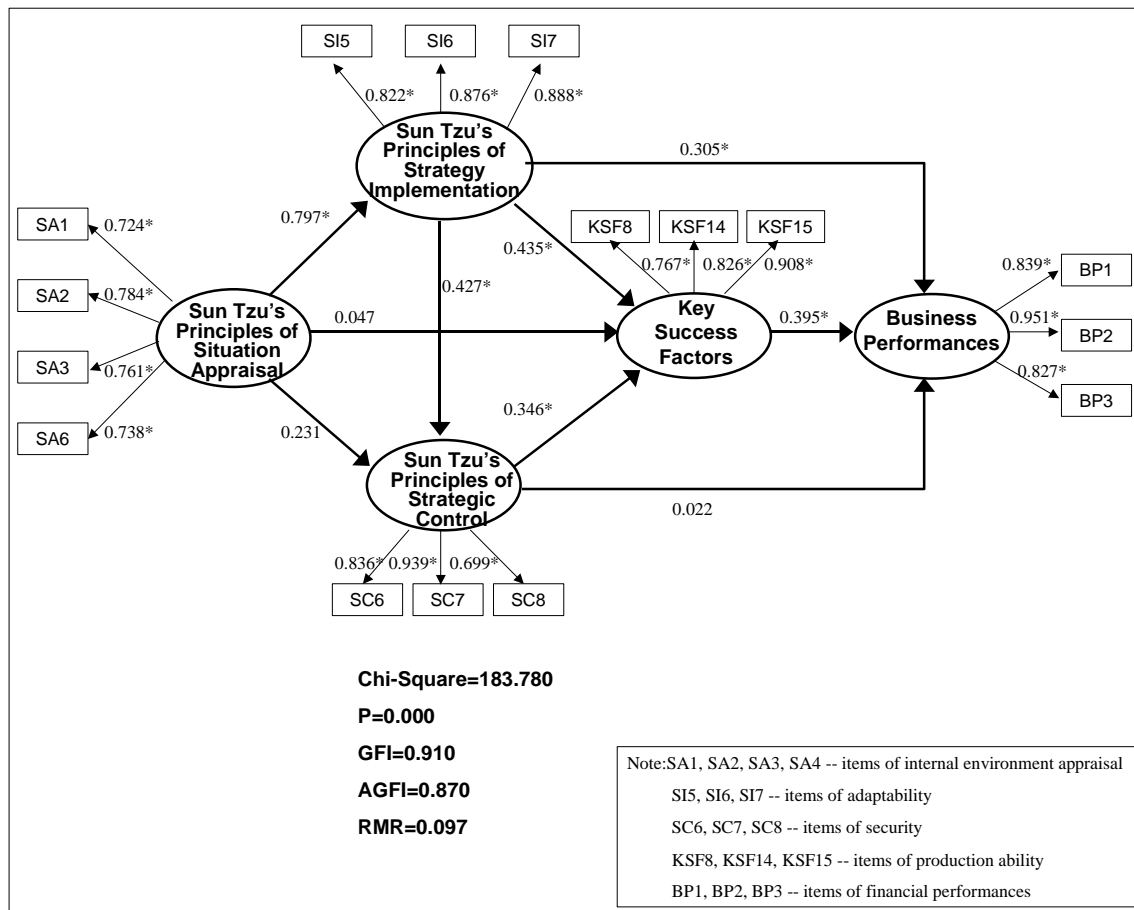 SI5 SI6 SI7
0.822* 0.876* 0.888*
Sun Tzu's
Principles of
Strategy
Implementation
0.305*
SA1 0.724*
SA2 0.784*
SA3 0.761*
SA6 0.738*
0.797*
Sun Tzu's
Principles of
Situation
Appraisal
0.427*
0.435*
0.047
0.231
KSF8 KSF14 KSF15
0.767* 0.826* 0.908*
Key
Success
Factors
0.395*
0.346*
Business
Performances
0.839* BP1
0.951* BP2
0.827* BP3
Sun Tzu's
Principles of
Strategic
Control
0.022
0.836* 0.939* 0.699*
SC6 SC7 SC8
Chi-Square=183.780
P=0.000
GFI=0.910
AGFI=0.870
RMR=0.097
Note:SA1, SA2, SA3, SA4 -- items of internal environment appraisal
SI5, SI6, SI7 -- items of adaptability
SC6, SC7, SC8 -- items of security
KSF8, KSF14, KSF15 -- items of production ability
BP1, BP2, BP3 -- items of financial performances